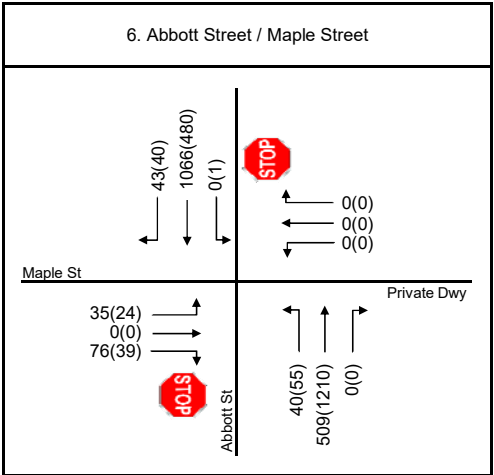 6. Abbott Street / Maple Street
43(40)
1066(480)
0(1)
STOP
0(0)
0(0)
0(0)
Maple St
Private Dwy
35(24)
0(0)
76(39)
STOP
Abbott St
40(55)
509(1210)
0(0)